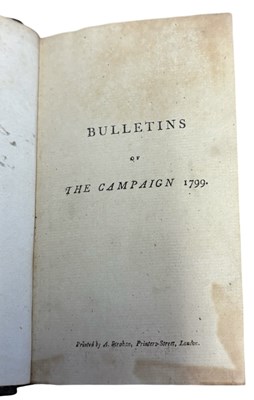 BULLETINS
OF
THE CAMPAIGN 1799.
Printed by A. Strahan, Printers-Street, London.